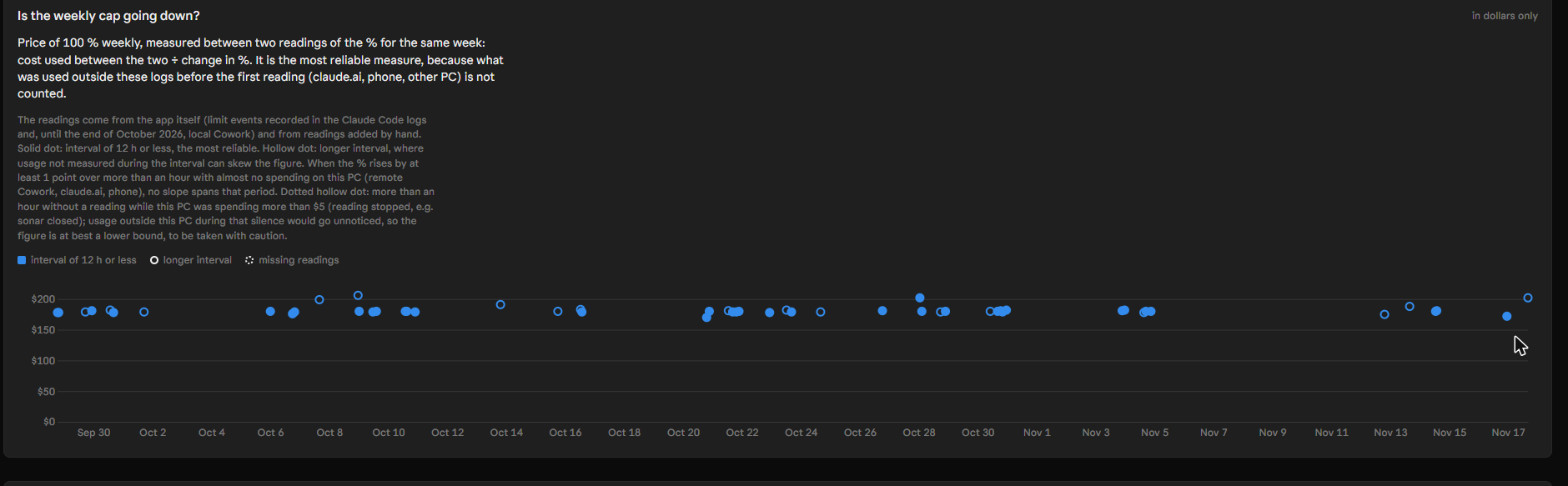 Is the weekly cap going down?
in dollars only
Price of 100 % weekly, measured between two readings of the % for the same week:
cost used between the two ÷ change in %. It is the most reliable measure, because what
was used outside these logs before the first reading (claude.ai, phone, other PC) is not
counted.
The readings come from the app itself (limit events recorded in the Claude Code logs
and, until the end of October 2026, local Cowork) and from readings added by hand.
Solid dot: interval of 12 h or less, the most reliable. Hollow dot: longer interval, where
usage not measured during the interval can skew the figure. When the % rises by at
least 1 point over more than an hour with almost no spending on this PC (remote
Cowork, claude.ai, phone), no slope spans that period. Dotted hollow dot: more than an
hour without a reading while this PC was spending more than $5 (reading stopped, e.g.
sonar closed); usage outside this PC during that silence would go unnoticed, so the
figure is at best a lower bound, to be taken with caution.
interval of 12 h or less longer interval missing readings
$200
$150
$100
$50
$0
Sep 30 Oct 2 Oct 4 Oct 6 Oct 8 Oct 10 Oct 12 Oct 14 Oct 16 Oct 18 Oct 20 Oct 22 Oct 24 Oct 26 Oct 28 Oct 30 Nov 1 Nov 3 Nov 5 Nov 7 Nov 9 Nov 11 Nov 13 Nov 15 Nov 17